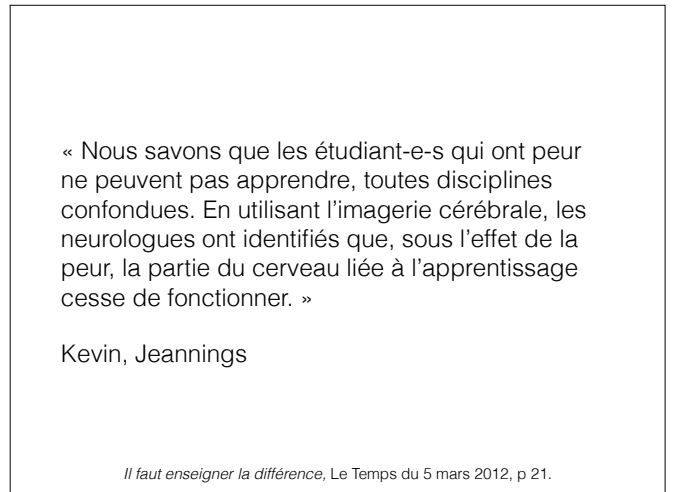 « Nous savons que les étudiant-e-s qui ont peur
ne peuvent pas apprendre, toutes disciplines
confondues. En utilisant l’imagerie cérébrale, les
neurologues ont identifiés que, sous l’effet de la
peur, la partie du cerveau liée à l’apprentissage
cesse de fonctionner. »
Kevin, Jeannings
Il faut enseigner la différence, Le Temps du 5 mars 2012, p 21.